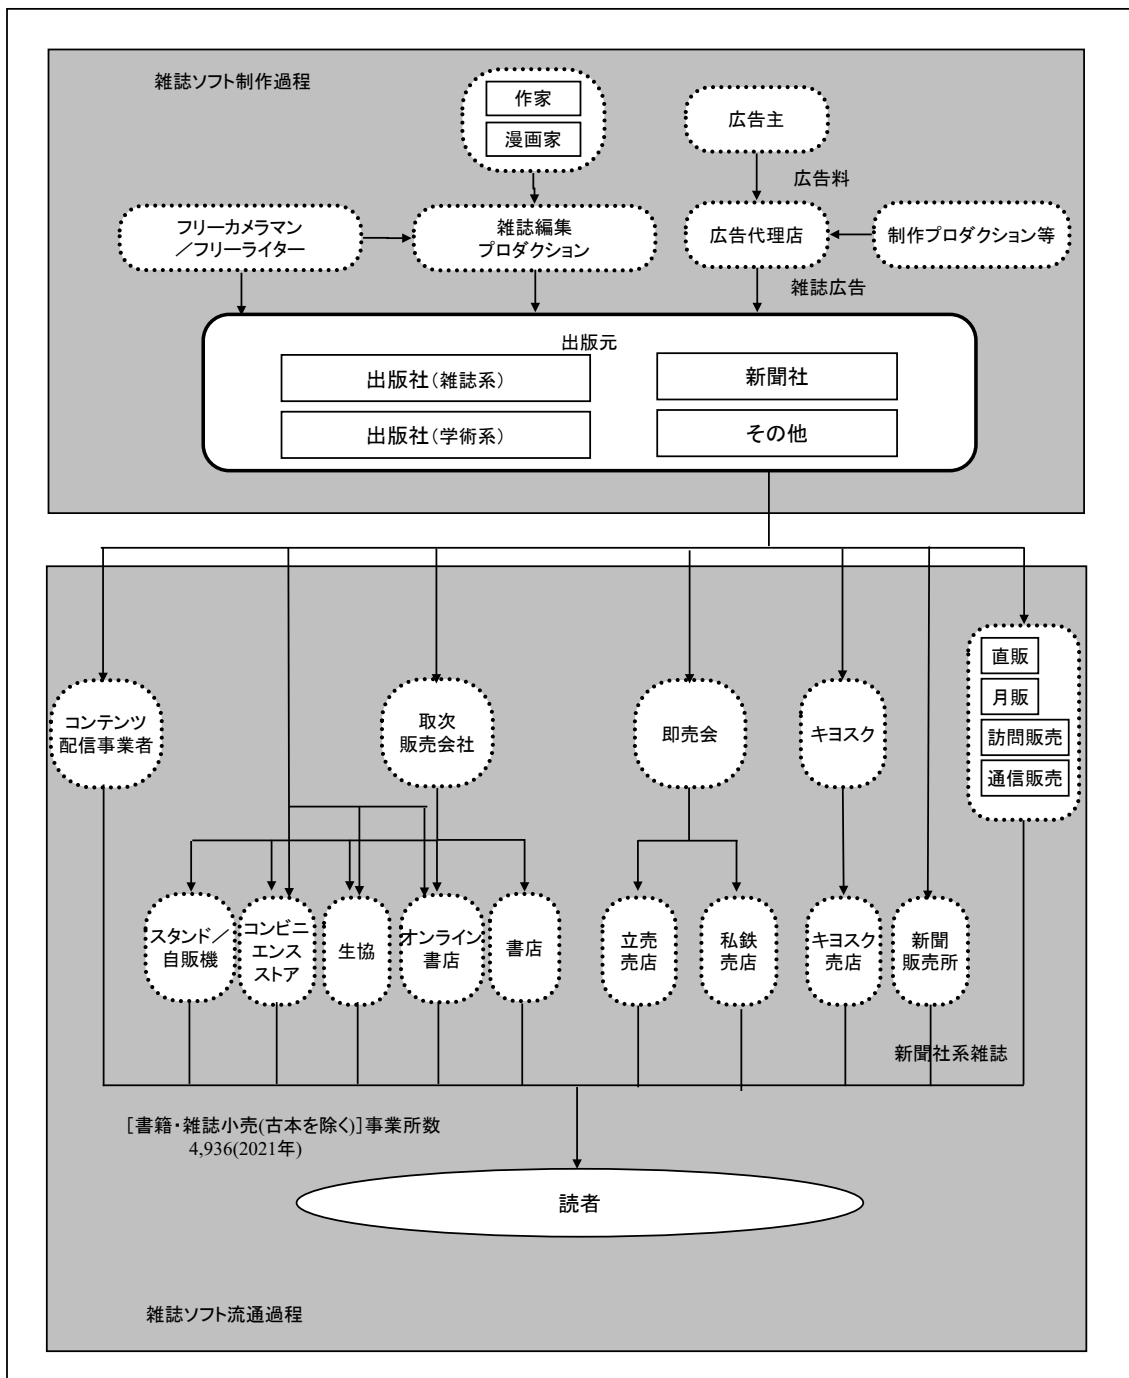 雑誌ソフト制作過程
作家
漫画家
広告主
広告料
フリーカメラマン
／フリーライター
雑誌編集
プロダクション
広告代理店
制作プロダクション等
雑誌広告
出版元
出版社(雑誌系)
新聞社
出版社(学術系)
その他
コンテンツ
配信事業者
取次
販売会社
即売会
キヨスク
直販
月販
訪問販売
通信販売
スタンド／
自販機
コンビニ
エンス
ストア
生協
オンライン
書店
書店
立売
売店
私鉄
売店
キヨスク
売店
新聞
販売所
新聞社系雑誌
[書籍・雑誌小売(古本を除く)]事業所数
4,936(2021年)
読者
雑誌ソフト流通過程